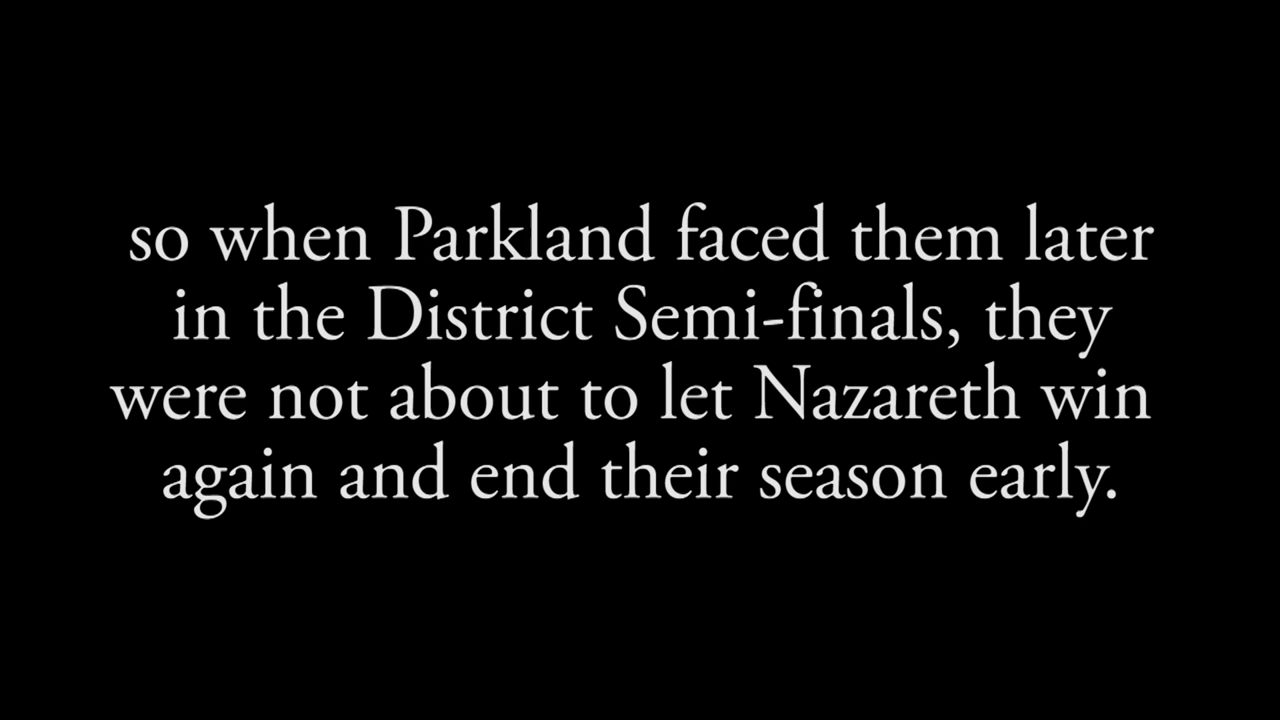 so when Parkland faced them later
in the District Semi-finals, they
were not about to let Nazareth win
again and end their season early.